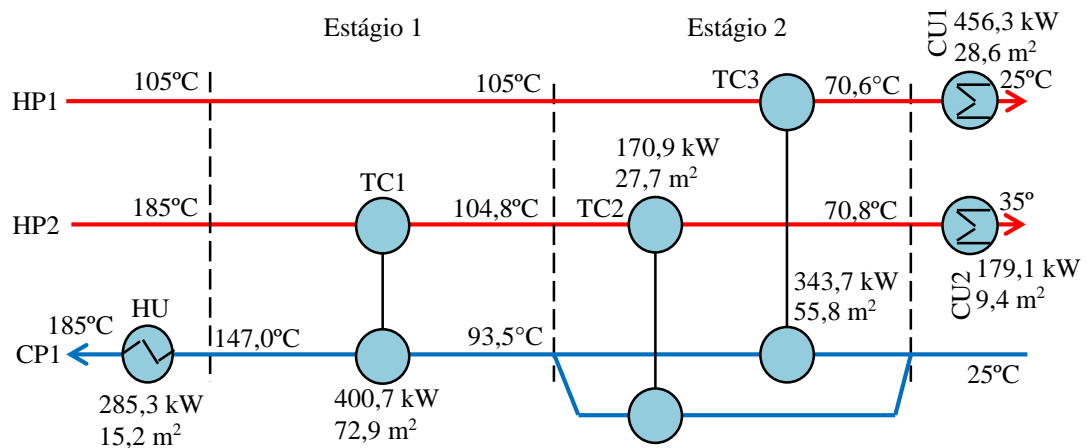 Estágio 1
Estágio 2
CU1
456,3 kW
28,6 m²
HP1
105ºC
105ºC
TC3
70,6°C
25ºC
170,9 kW
27,7 m²
TC1
HP2
185ºC
104,8ºC
TC2
70,8ºC
35º
CU2
179,1 kW
9,4 m²
343,7 kW
55,8 m²
HU
185ºC
CP1
147,0ºC
93,5°C
25ºC
285,3 kW
15,2 m²
400,7 kW
72,9 m²